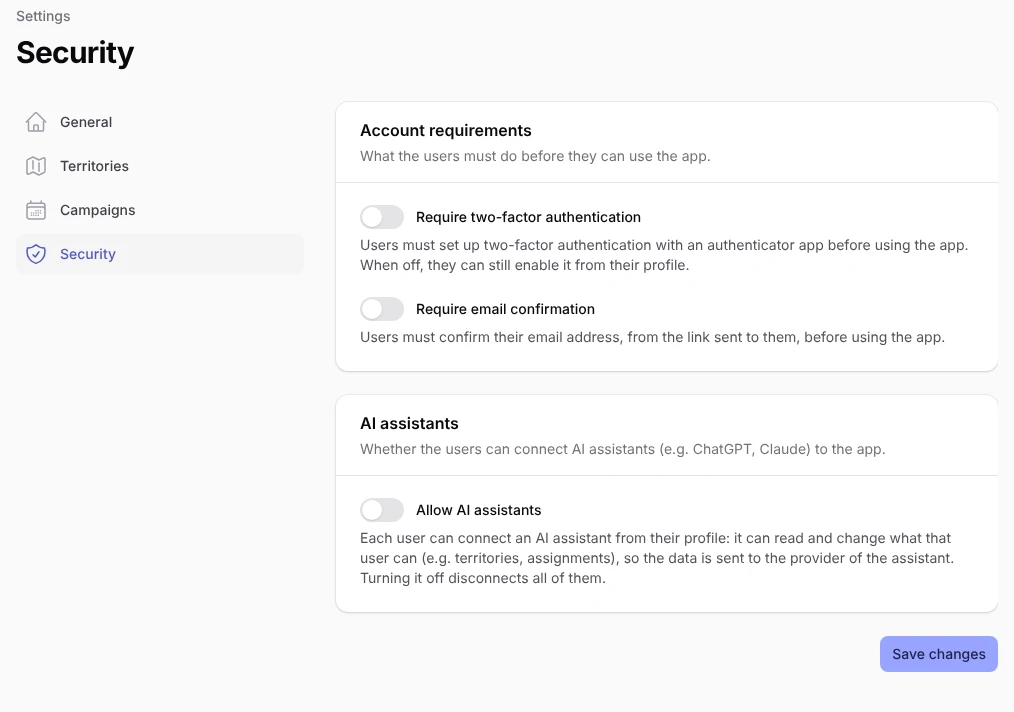 Settings
Security
General
Territories
Campaigns
Security
Account requirements
What the users must do before they can use the app.
Require two-factor authentication
Users must set up two-factor authentication with an authenticator app before using the app.
When off, they can still enable it from their profile.
Require email confirmation
Users must confirm their email address, from the link sent to them, before using the app.
AI assistants
Whether the users can connect AI assistants (e.g. ChatGPT, Claude) to the app.
Allow AI assistants
Each user can connect an AI assistant from their profile: it can read and change what that
user can (e.g. territories, assignments), so the data is sent to the provider of the assistant.
Turning it off disconnects all of them.
Save changes